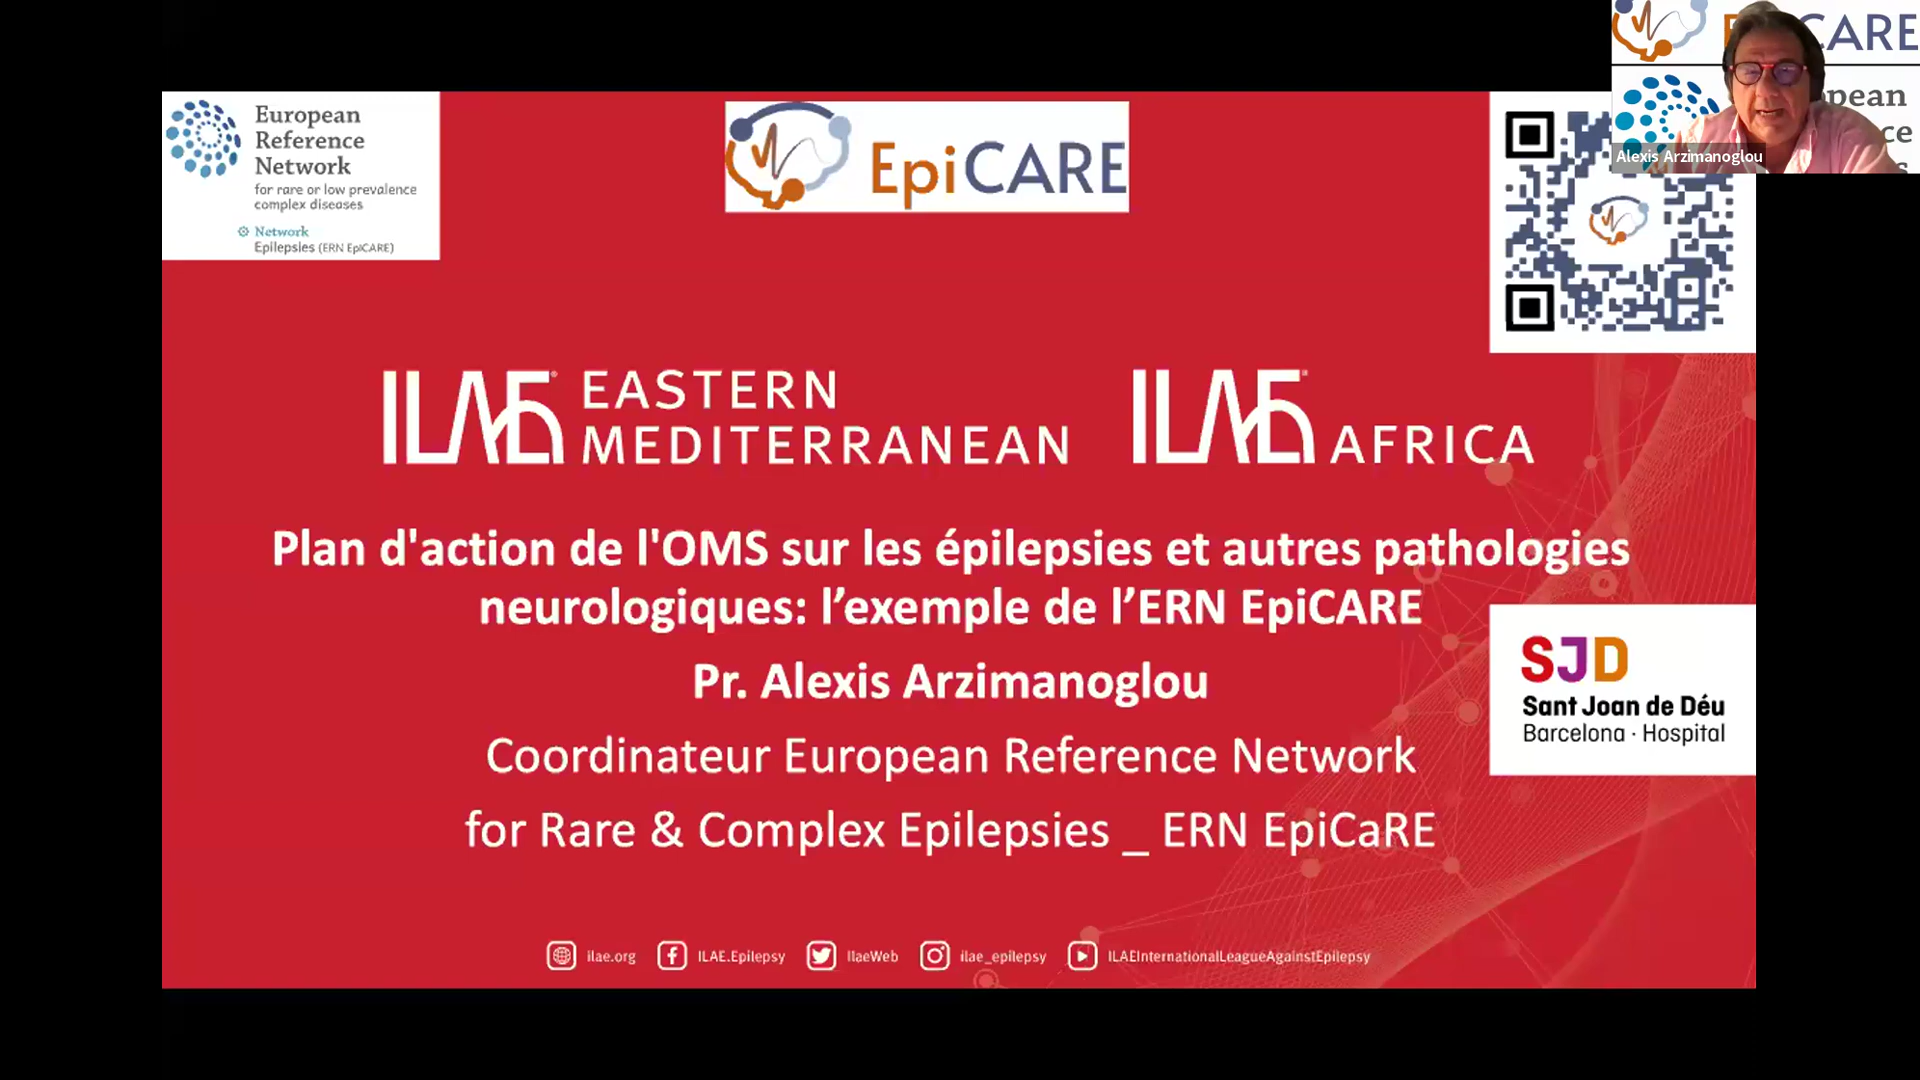 European
Reference
Network
for rare or low prevalence
complex diseases
Network
Epilepsies (ERN EpiCARE)
EpiCARE
CARE
pean
ce
Alexis Arzimanoglou
ILAE EASTERN
MEDITERRANEAN
ILAE AFRICA
Plan d'action de l'OMS sur les épilepsies et autres pathologies
neurologiques: l’exemple de l’ERN EpiCARE
Pr. Alexis Arzimanoglou
Coordinateur European Reference Network
for Rare & Complex Epilepsies _ ERN EpiCaRE
SJD
Sant Joan de Déu
Barcelona · Hospital
ilae.org
ILAE.Epilepsy
IlaeWeb
ilae_epilepsy
ILAEInternationalLeagueAgainstEpilepsy